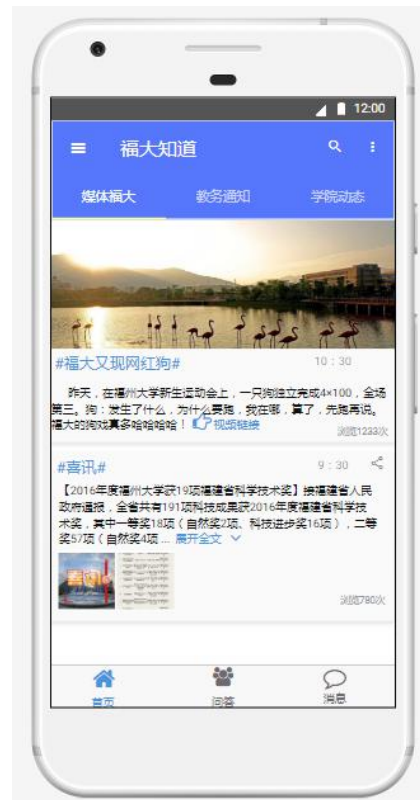 12:00
福大知道
媒体福大 教务通知 学院动态
#福大又现网红狗# 10：30
昨天，在福州大学新生运动会上，一只狗独立完成4×100，全场
第三。狗：发生了什么，为什么要跑，我在哪，算了，先跑再说。
福大的狗戏真多哈哈哈哈！ 视频链接
浏览1233次
#喜讯# 9：30
【2016年度福州大学获19项福建省科学技术奖】据福建省人民
政府通报，全省共有191项科技成果获2016年度福建省科学技
术奖，其中一等奖18项（自然奖2项、科技进步奖16项），二等
奖57项（自然奖4项 ... 展开全文
浏览780次
首页 问答 消息